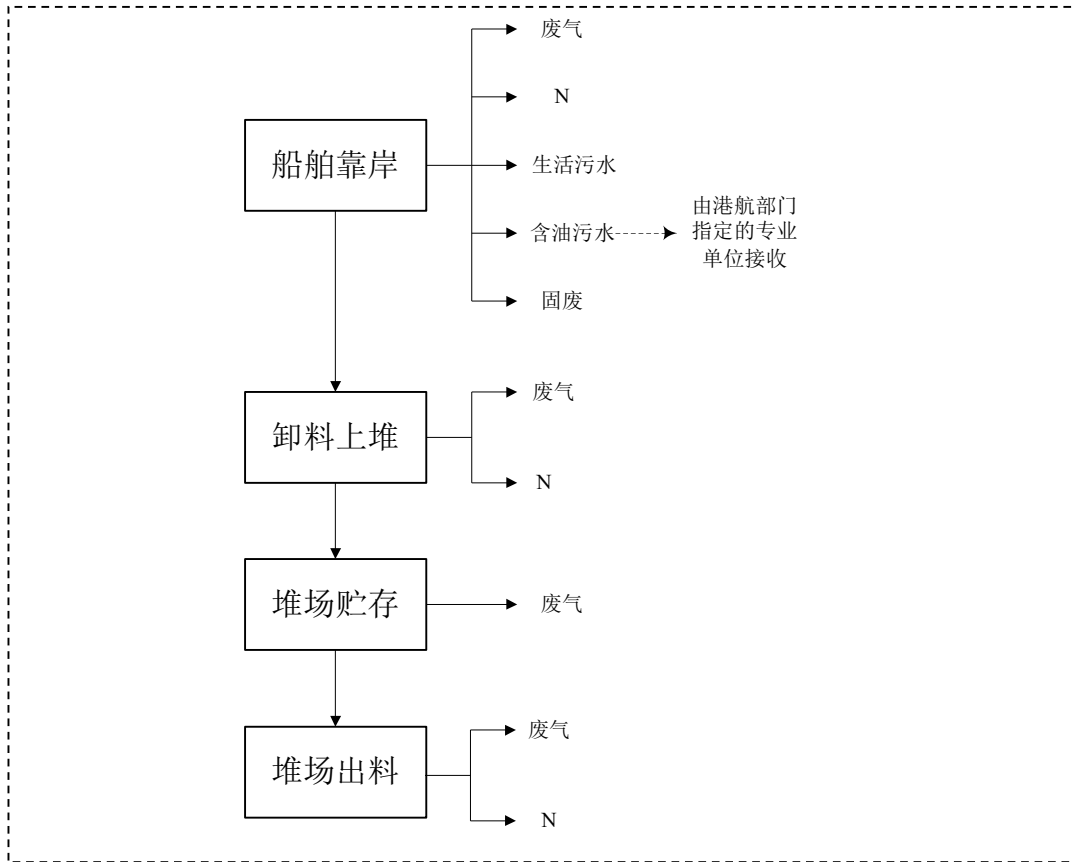 废气
N
船舶靠岸
生活污水
含油污水
由港航部门
指定的专业
单位接收
固废
卸料上堆
废气
N
堆场贮存
废气
堆场出料
废气
N